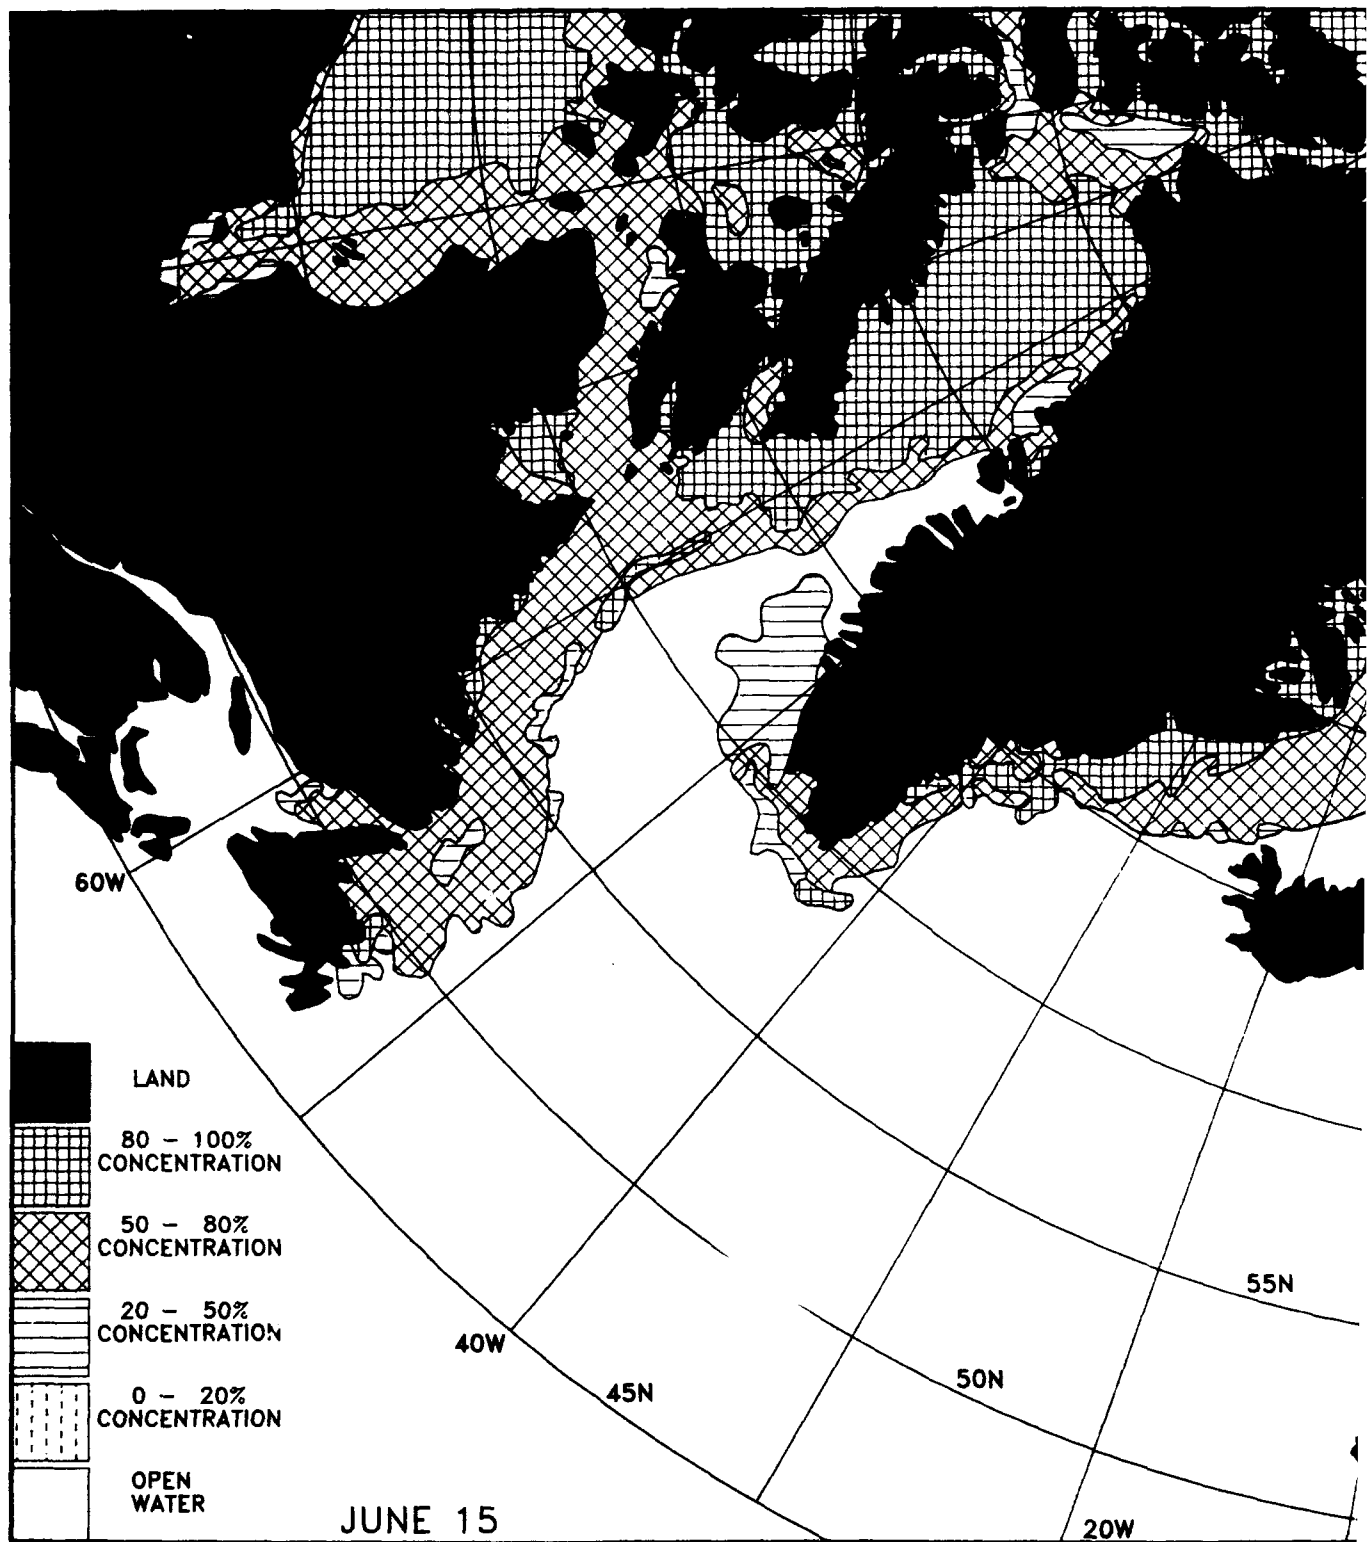 60W
LAND
80 - 100%
CONCENTRATION
50 - 80%
CONCENTRATION
20 - 50%
CONCENTRATION
0 - 20%
CONCENTRATION
OPEN
WATER
JUNE 15
40W
45N
50N
55N
20W